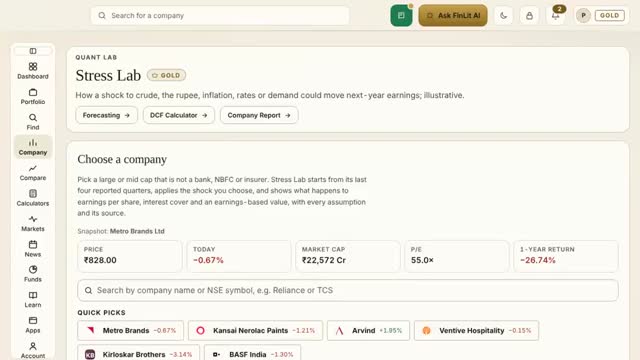 Search for a company
Ask FinLit AI
2
P
GOLD
Dashboard
Portfolio
Find
Company
Compare
Calculators
Markets
News
Funds
Learn
Apps
Account
QUANT LAB
Stress Lab
GOLD
How a shock to crude, the rupee, inflation, rates or demand could move next-year earnings; illustrative.
Forecasting →
DCF Calculator →
Company Report →
Choose a company
Pick a large or mid cap that is not a bank, NBFC or insurer. Stress Lab starts from its last
four reported quarters, applies the shock you choose, and shows what happens to
earnings per share, interest cover and an earnings-based value, with every assumption
and its source.
Snapshot: Metro Brands Ltd
PRICE
₹828.00
TODAY
−0.67%
MARKET CAP
₹22,572 Cr
P/E
55.0×
1-YEAR RETURN
−26.74%
Search by company name or NSE symbol, e.g. Reliance or TCS
QUICK PICKS
Metro Brands −0.67%
Kansai Nerolac Paints −1.21%
Arvind +1.95%
Ventive Hospitality −0.15%
KB Kirloskar Brothers −3.14%
BASF India −1.30%